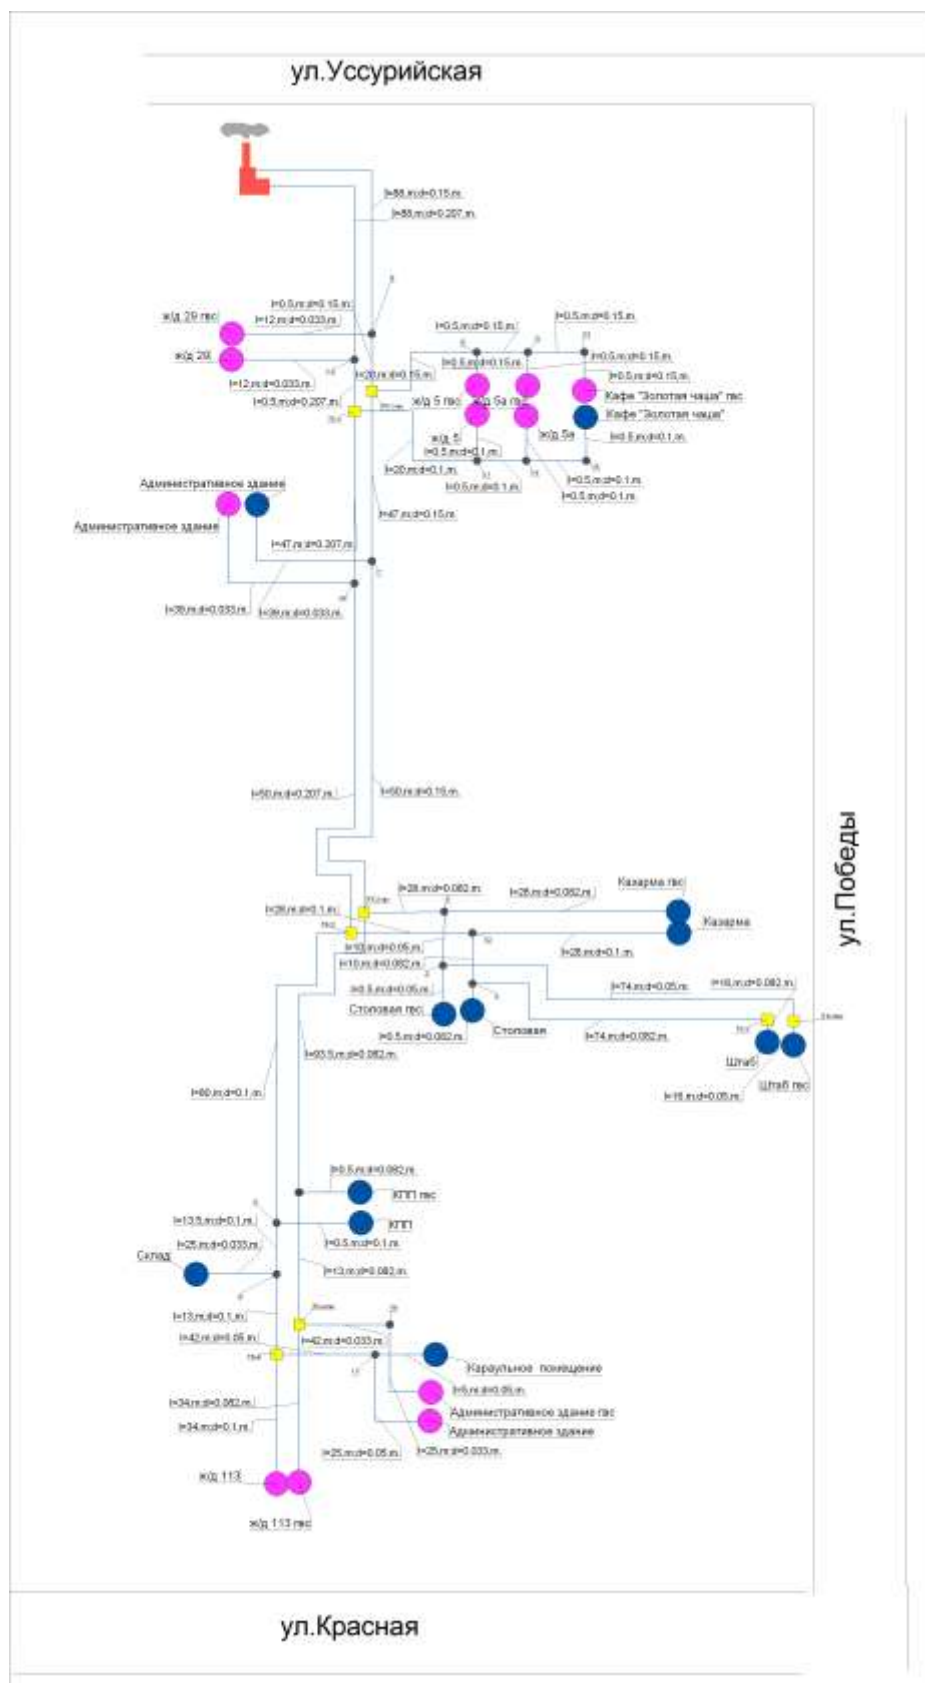 ул.Уссурийская
l=88,m;d=0.15,m.
l=88,m;d=0.207,m.
l=0.5,m;d=0.15,m.
ж/д 29 гвс
l=12,m;d=0.033,m.
l=0.5,m;d=0.15,m.
l=0.5,m;d=0.15,m.
ж/д 29
l=0.5,m;d=0.15,m.
l=0.5,m;d=0.15,m.
l=20,m;d=0.15,m.
l=0.5,m;d=0.15,m.
l=12,m;d=0.033,m.
l=0.5,m;d=0.207,m.
ж/д 5 гвс
ж/д 5а гвс
Кафе "Золотая чаша" гвс
Кафе "Золотая чаша"
ж/д 5
ж/д 5а
l=0.5,m;d=0.1,m.
l=0.5,m;d=0.1,m.
l=20,m;d=0.1,m.
l=0.5,m;d=0.1,m.
l=0.5,m;d=0.1,m.
l=0.5,m;d=0.1,m.
Административное здание
l=47,m;d=0.15,m.
Административное здание
l=47,m;d=0.207,m.
l=39,m;d=0.033,m.
l=39,m;d=0.033,m.
l=50,m;d=0.207,m.
l=50,m;d=0.15,m.
ул.Победы
l=28,m;d=0.082,m.
l=28,m;d=0.082,m.
Казарма гвс
l=28,m;d=0.1,m.
Казарма
l=10,m;d=0.05,m.
l=28,m;d=0.1,m.
l=10,m;d=0.082,m.
l=0.5,m;d=0.05,m.
l=74,m;d=0.05,m.
l=16,m;d=0.082,m.
Столовая гвс
Столовая
l=0.5,m;d=0.082,m.
l=74,m;d=0.082,m.
l=93.5,m;d=0.082,m.
Штаб
Штаб гвс
l=80,m;d=0.1,m.
l=16,m;d=0.05,m.
l=0.5,m;d=0.082,m.
КПП гвс
l=13.5,m;d=0.1,m.
КПП
l=25,m;d=0.033,m.
l=0.5,m;d=0.1,m.
Склад
l=13,m;d=0.082,m.
l=13,m;d=0.1,m.
l=42,m;d=0.05,m.
l=42,m;d=0.033,m.
Караульное помещение
l=5,m;d=0.05,m.
l=34,m;d=0.082,m.
Административное здание гвс
l=34,m;d=0.1,m.
Административное здание
l=25,m;d=0.05,m.
l=25,m;d=0.033,m.
ж/д 113
ж/д 113 гвс
ул.Красная